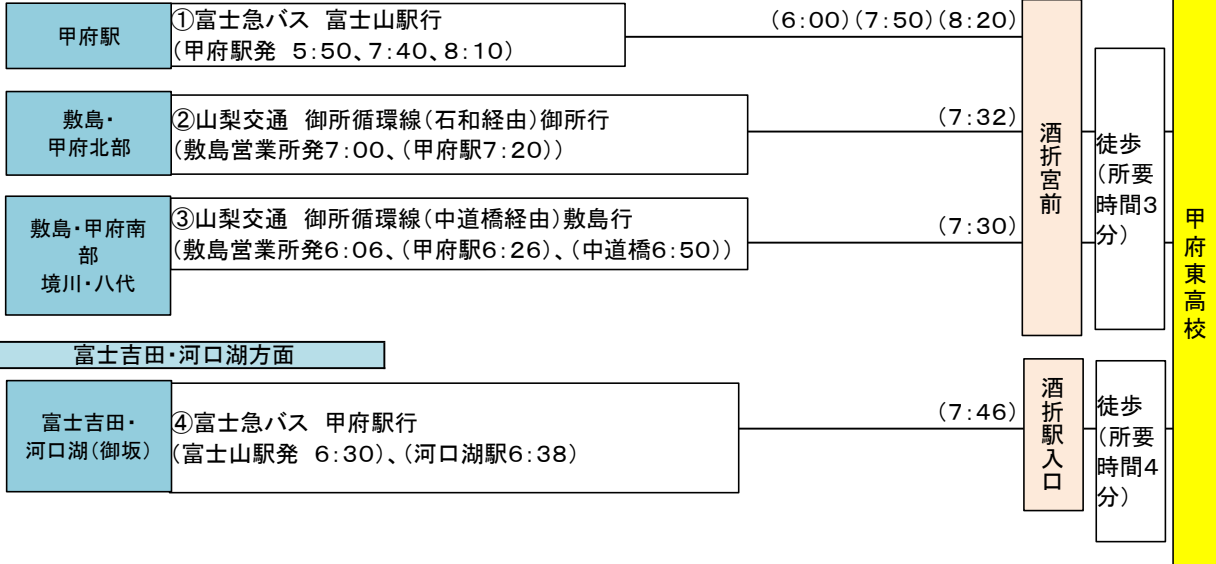 甲府駅
①富士急バス 富士山駅行
(甲府駅発 5:50、7:40、8:10)
(6:00)(7:50)(8:20)
敷島・
甲府北部
②山梨交通 御所循環線(石和経由)御所行
(敷島営業所発7:00、(甲府駅7:20))
(7:32)
敷島・甲府南
部
境川・八代
③山梨交通 御所循環線(中道橋経由)敷島行
(敷島営業所発6:06、(甲府駅6:26)、(中道橋6:50))
(7:30)
酒折宮前
徒歩
(所要
時間3
分)
甲府東高校
富士吉田・河口湖方面
富士吉田・
河口湖(御坂)
④富士急バス 甲府駅行
(富士山駅発 6:30)、(河口湖駅6:38)
(7:46)
酒折駅入口
徒歩
(所要
時間4
分)